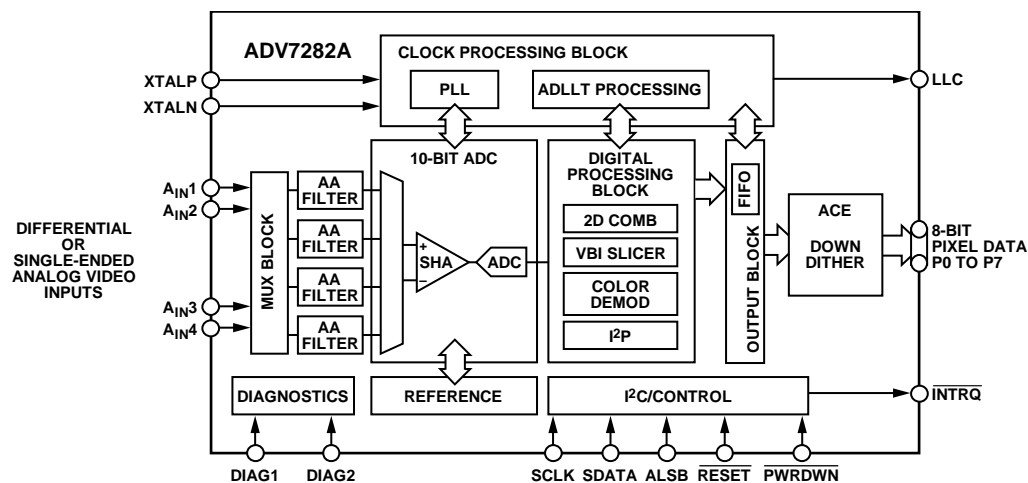 ADV7282A
CLOCK PROCESSING BLOCK
PLL
ADLLT PROCESSING
XTALP
XTALN
LLC
10-BIT ADC
DIGITAL
PROCESSING
BLOCK
2D COMB
VBI SLICER
COLOR
DEMOD
I²P
FIFO
OUTPUT BLOCK
ACE
DOWN
DITHER
8-BIT
PIXEL DATA
P0 TO P7
DIFFERENTIAL
OR
SINGLE-ENDED
ANALOG VIDEO
INPUTS
AIN1
AIN2
AIN3
AIN4
MUX BLOCK
AA
FILTER
AA
FILTER
AA
FILTER
AA
FILTER
+
SHA
–
ADC
DIAGNOSTICS
REFERENCE
I²C/CONTROL
INTRQ
DIAG1
DIAG2
SCLK
SDATA
ALSB
RESET
PWRDWN